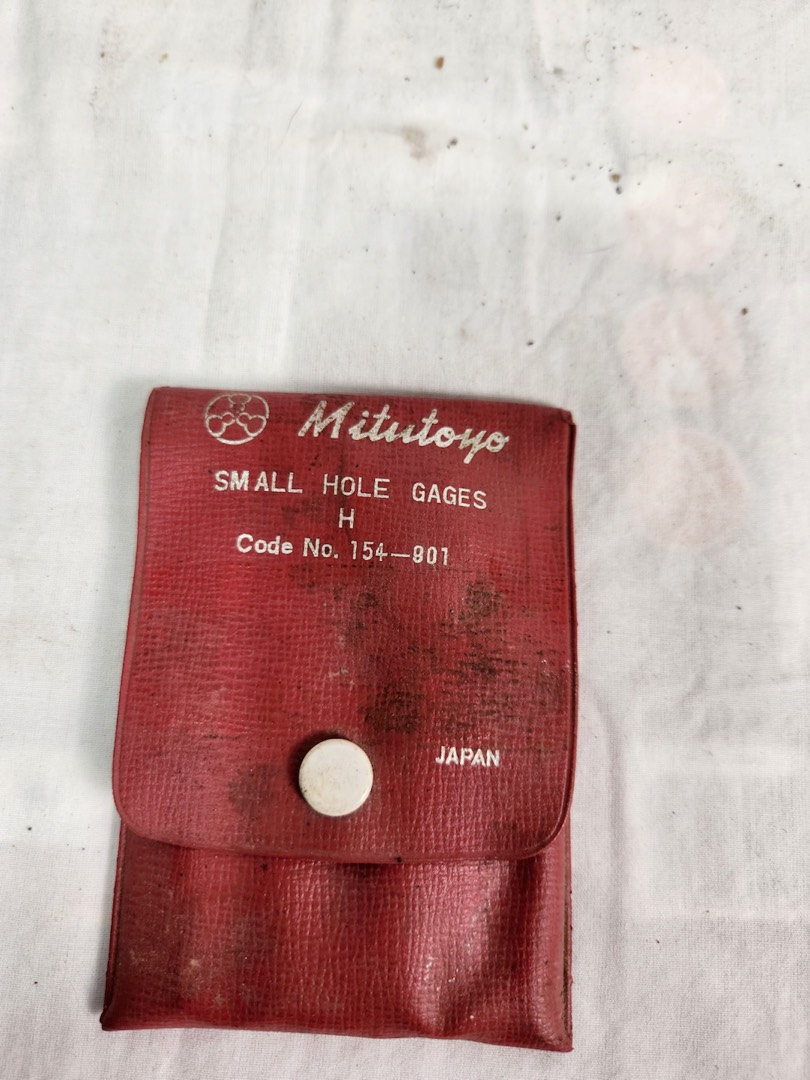 Mitutoyo
SMALL HOLE GAGES
H
Code No. 154-901
JAPAN